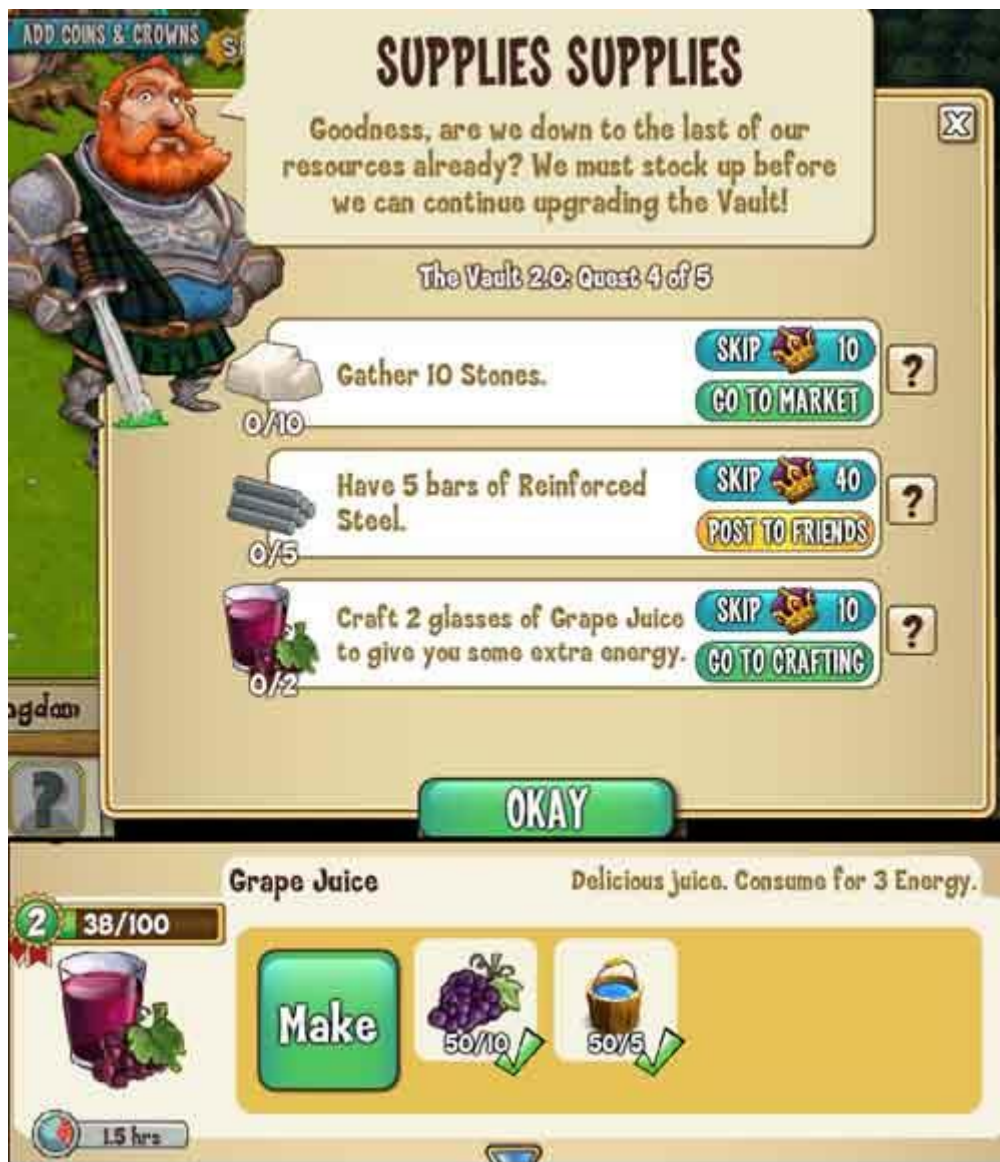 ADD COINS & CROWNS
SUPPLIES SUPPLIES
Goodness, are we down to the last of our
resources already? We must stock up before
we can continue upgrading the Vault!
The Vault 2.0: Quest 4 of 5
Gather 10 Stones.
0/10
SKIP 10
GO TO MARKET
?
Have 5 bars of Reinforced
Steel.
0/5
SKIP 40
POST TO FRIENDS
?
Craft 2 glasses of Grape Juice
to give you some extra energy.
0/2
SKIP 10
GO TO CRAFTING
?
?
OKAY
Grape Juice
Delicious juice. Consume for 3 Energy.
2
38/100
Make
50/10
50/5
1.5 hrs